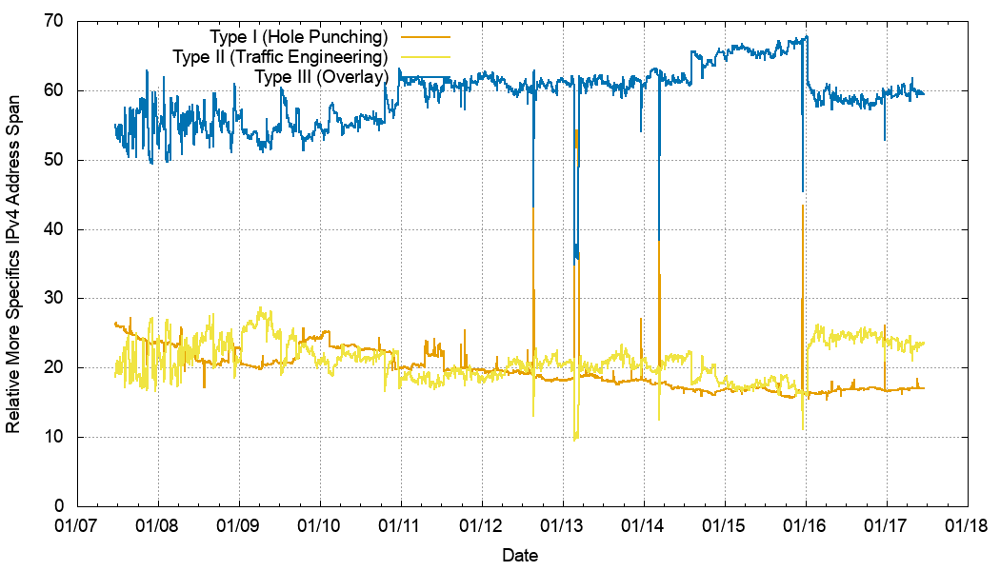 Relative More Specifics IPv4 Address Span
70
60
50
40
30
20
10
0
Type I (Hole Punching)
Type II (Traffic Engineering)
Type III (Overlay)
01/07 01/08 01/09 01/10 01/11 01/12 01/13 01/14 01/15 01/16 01/17 01/18
Date